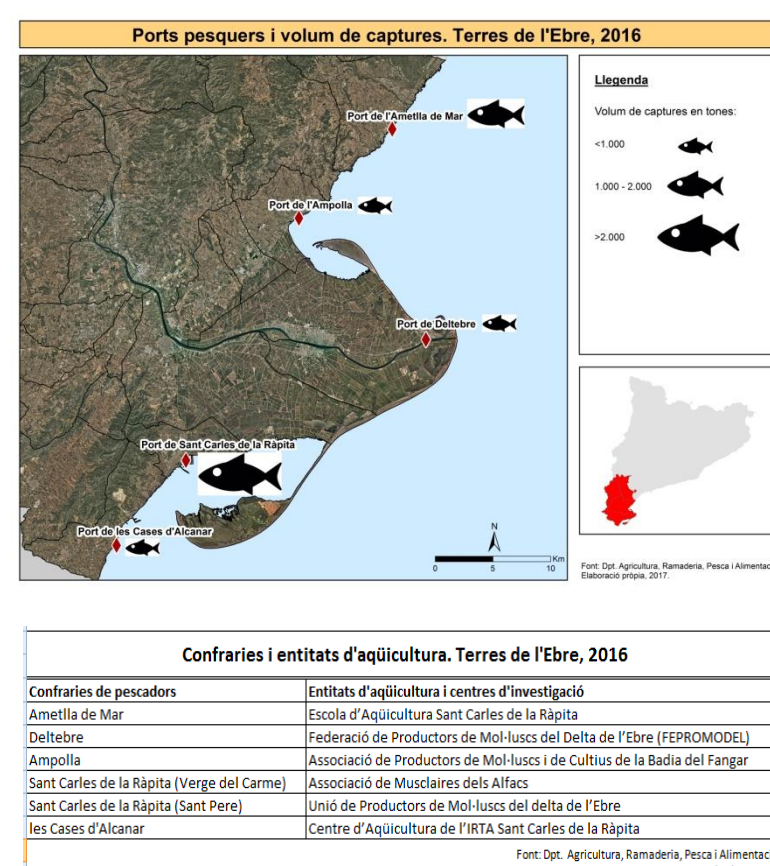 Ports pesquers i volum de captures. Terres de l'Ebre, 2016
Port de l'Ametlla de Mar
Port de l'Ampolla
Port de Deltebre
Port de Sant Carles de la Ràpita
Port de les Cases d'Alcanar
N
Km
0 5 10
Llegenda
Volum de captures en tones:
<1.000
1.000 - 2.000
>2.000
Font: Dpt. Agricultura, Ramaderia, Pesca i Alimentac
Elaboració pròpia, 2017.
Confraries i entitats d'aqüicultura. Terres de l'Ebre, 2016
Confraries de pescadors Entitats d'aqüicultura i centres d'investigació
Ametlla de Mar Escola d’Aqüicultura Sant Carles de la Ràpita
Deltebre Federació de Productors de Mol·luscs del Delta de l’Ebre (FEPROMODEL)
Ampolla Associació de Productors de Mol·luscs i de Cultius de la Badia del Fangar
Sant Carles de la Ràpita (Verge del Carme) Associació de Musclaires dels Alfacs
Sant Carles de la Ràpita (Sant Pere) Unió de Productors de Mol·luscs del delta de l’Ebre
les Cases d'Alcanar Centre d’Aqüicultura de l’IRTA Sant Carles de la Ràpita
Font: Dpt. Agricultura, Ramaderia, Pesca i Alimentac